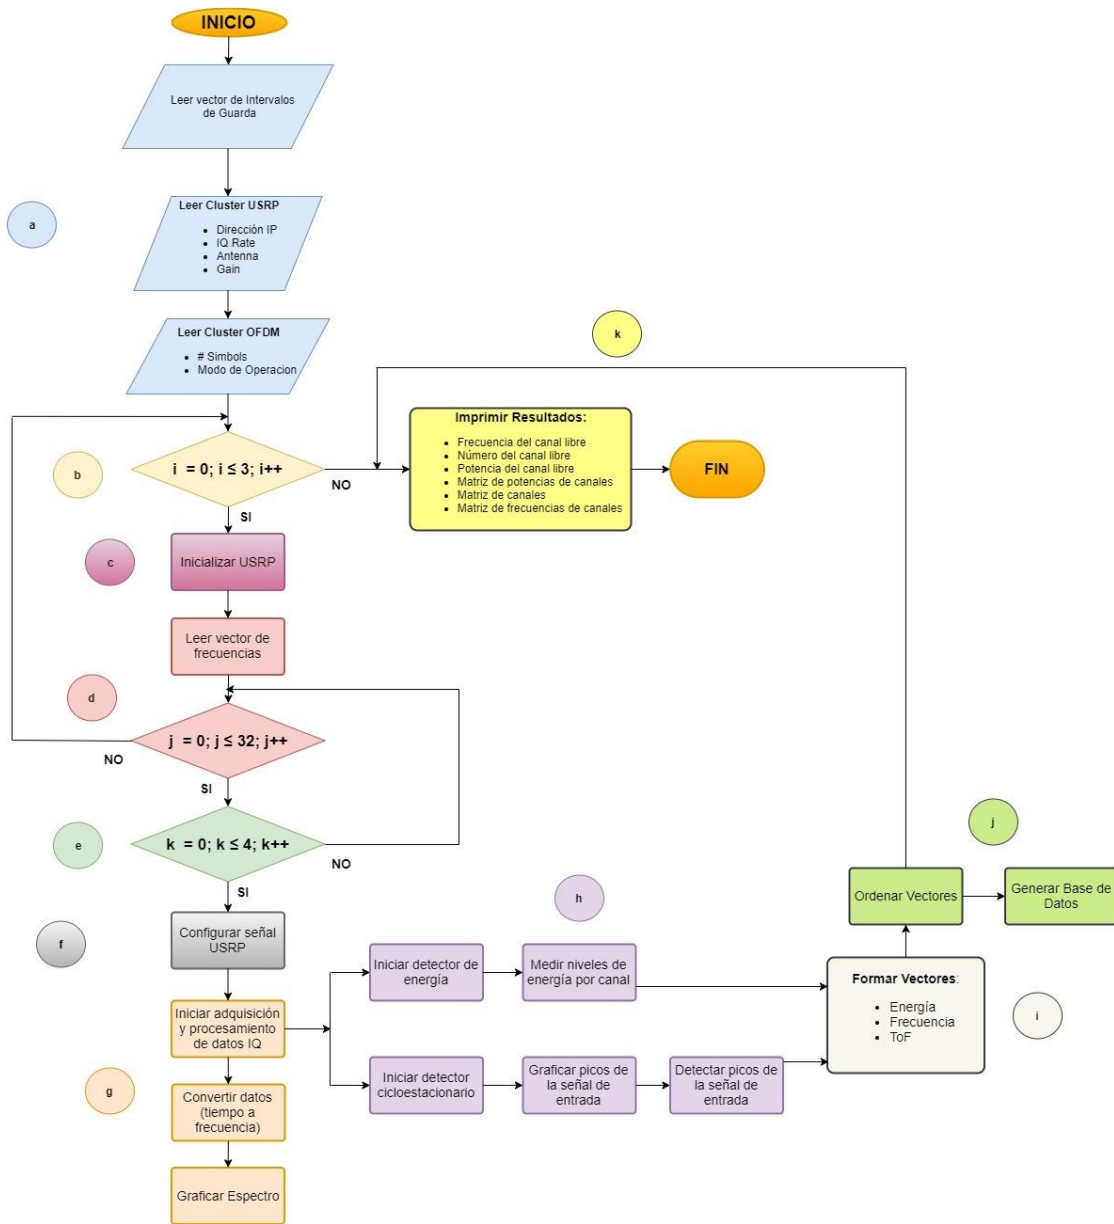 INICIO
Leer vector de Intervalos
de Guarda
a
Leer Cluster USRP
• Dirección IP
• IQ Rate
• Antenna
• Gain
Leer Cluster OFDM
• # Simbols
• Modo de Operacion
k
b
i = 0; i ≤ 3; i++
NO
SI
Imprimir Resultados:
• Frecuencia del canal libre
• Número del canal libre
• Potencia del canal libre
• Matriz de potencias de canales
• Matriz de canales
• Matriz de frecuencias de canales
FIN
c
Inicializar USRP
Leer vector de
frecuencias
d
j = 0; j ≤ 32; j++
NO
SI
e
k = 0; k ≤ 4; k++
NO
SI
f
Configurar señal
USRP
g
Iniciar adquisición
y procesamiento
de datos IQ
Convertir datos
(tiempo a
frecuencia)
Graficar Espectro
h
Iniciar detector de
energía
Medir niveles de
energía por canal
Iniciar detector
cicloestacionario
Graficar picos de
la señal de
entrada
Detectar picos de
la señal de
entrada
i
Formar Vectores:
• Energía
• Frecuencia
• ToF
j
Ordenar Vectores
Generar Base de
Datos